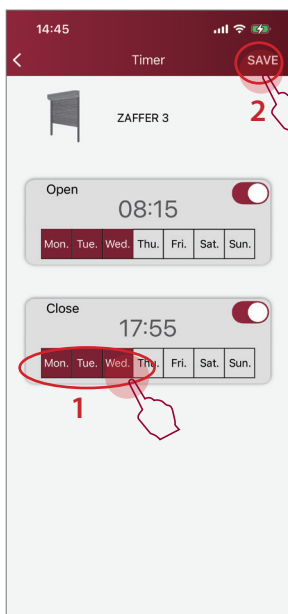 14:45
Timer
SAVE
2
ZAFFER 3
Open
08:15
Mon. Tue. Wed. Thu. Fri. Sat. Sun.
Close
17:55
Mon. Tue. Wed. Thu. Fri. Sat. Sun.
1